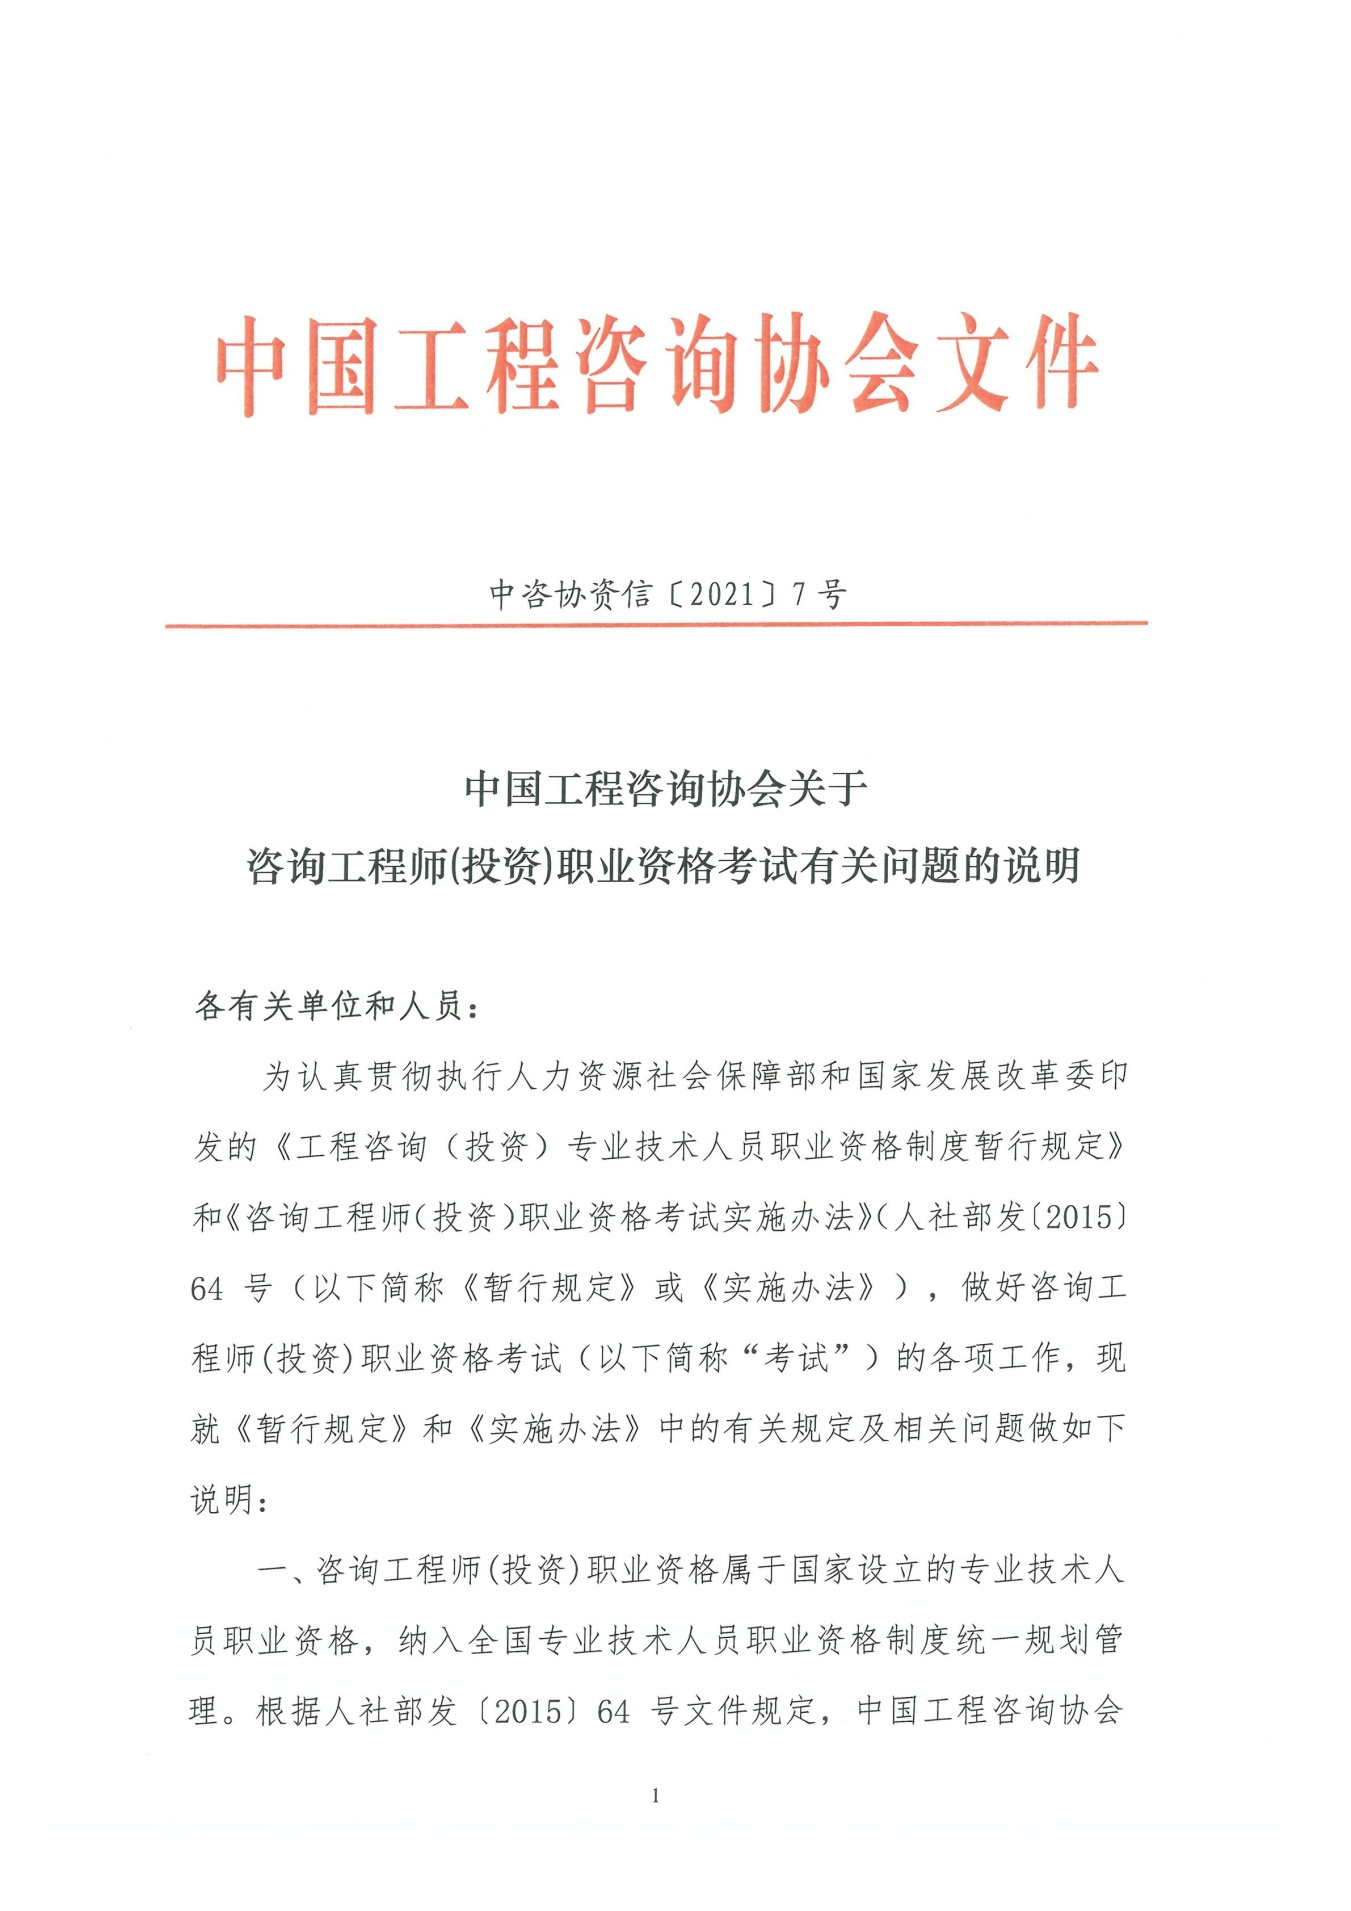 中国工程咨询协会文件
中咨协资信〔2021〕7号
中国工程咨询协会关于
咨询工程师(投资)职业资格考试有关问题的说明
各有关单位和人员：
为认真贯彻执行人力资源社会保障部和国家发展改革委印
发的《工程咨询（投资）专业技术人员职业资格制度暂行规定》
和《咨询工程师(投资)职业资格考试实施办法》（人社部发〔2015〕
64 号（以下简称《暂行规定》或《实施办法》），做好咨询工
程师(投资)职业资格考试（以下简称“考试”）的各项工作，现
就《暂行规定》和《实施办法》中的有关规定及相关问题做如下
说明：
一、咨询工程师(投资)职业资格属于国家设立的专业技术人
员职业资格，纳入全国专业技术人员职业资格制度统一规划管
理。根据人社部发〔2015〕64 号文件规定，中国工程咨询协会
1